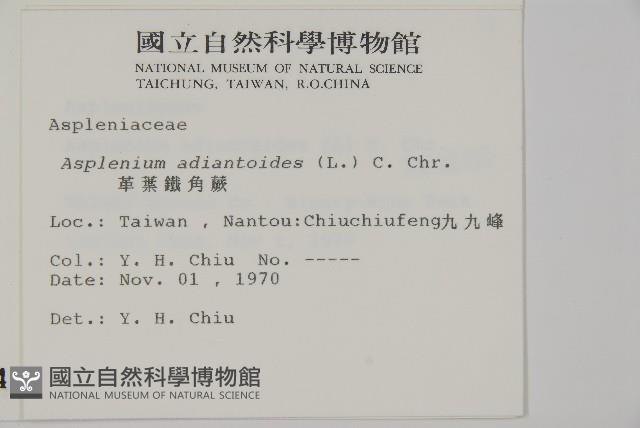 國立自然科學博物館
NATIONAL MUSEUM OF NATURAL SCIENCE
TAICHUNG, TAIWAN, R.O.CHINA
Aspleniaceae
Asplenium adiantoides (L.) C. Chr.
革葉鐵角蕨
Loc.: Taiwan , Nantou:Chiuchiufeng九九峰
Col.: Y. H. Chiu No. -----
Date: Nov. 01 , 1970
Det.: Y. H. Chiu
4
國立自然科學博物館
NATIONAL MUSEUM OF NATURAL SCIENCE